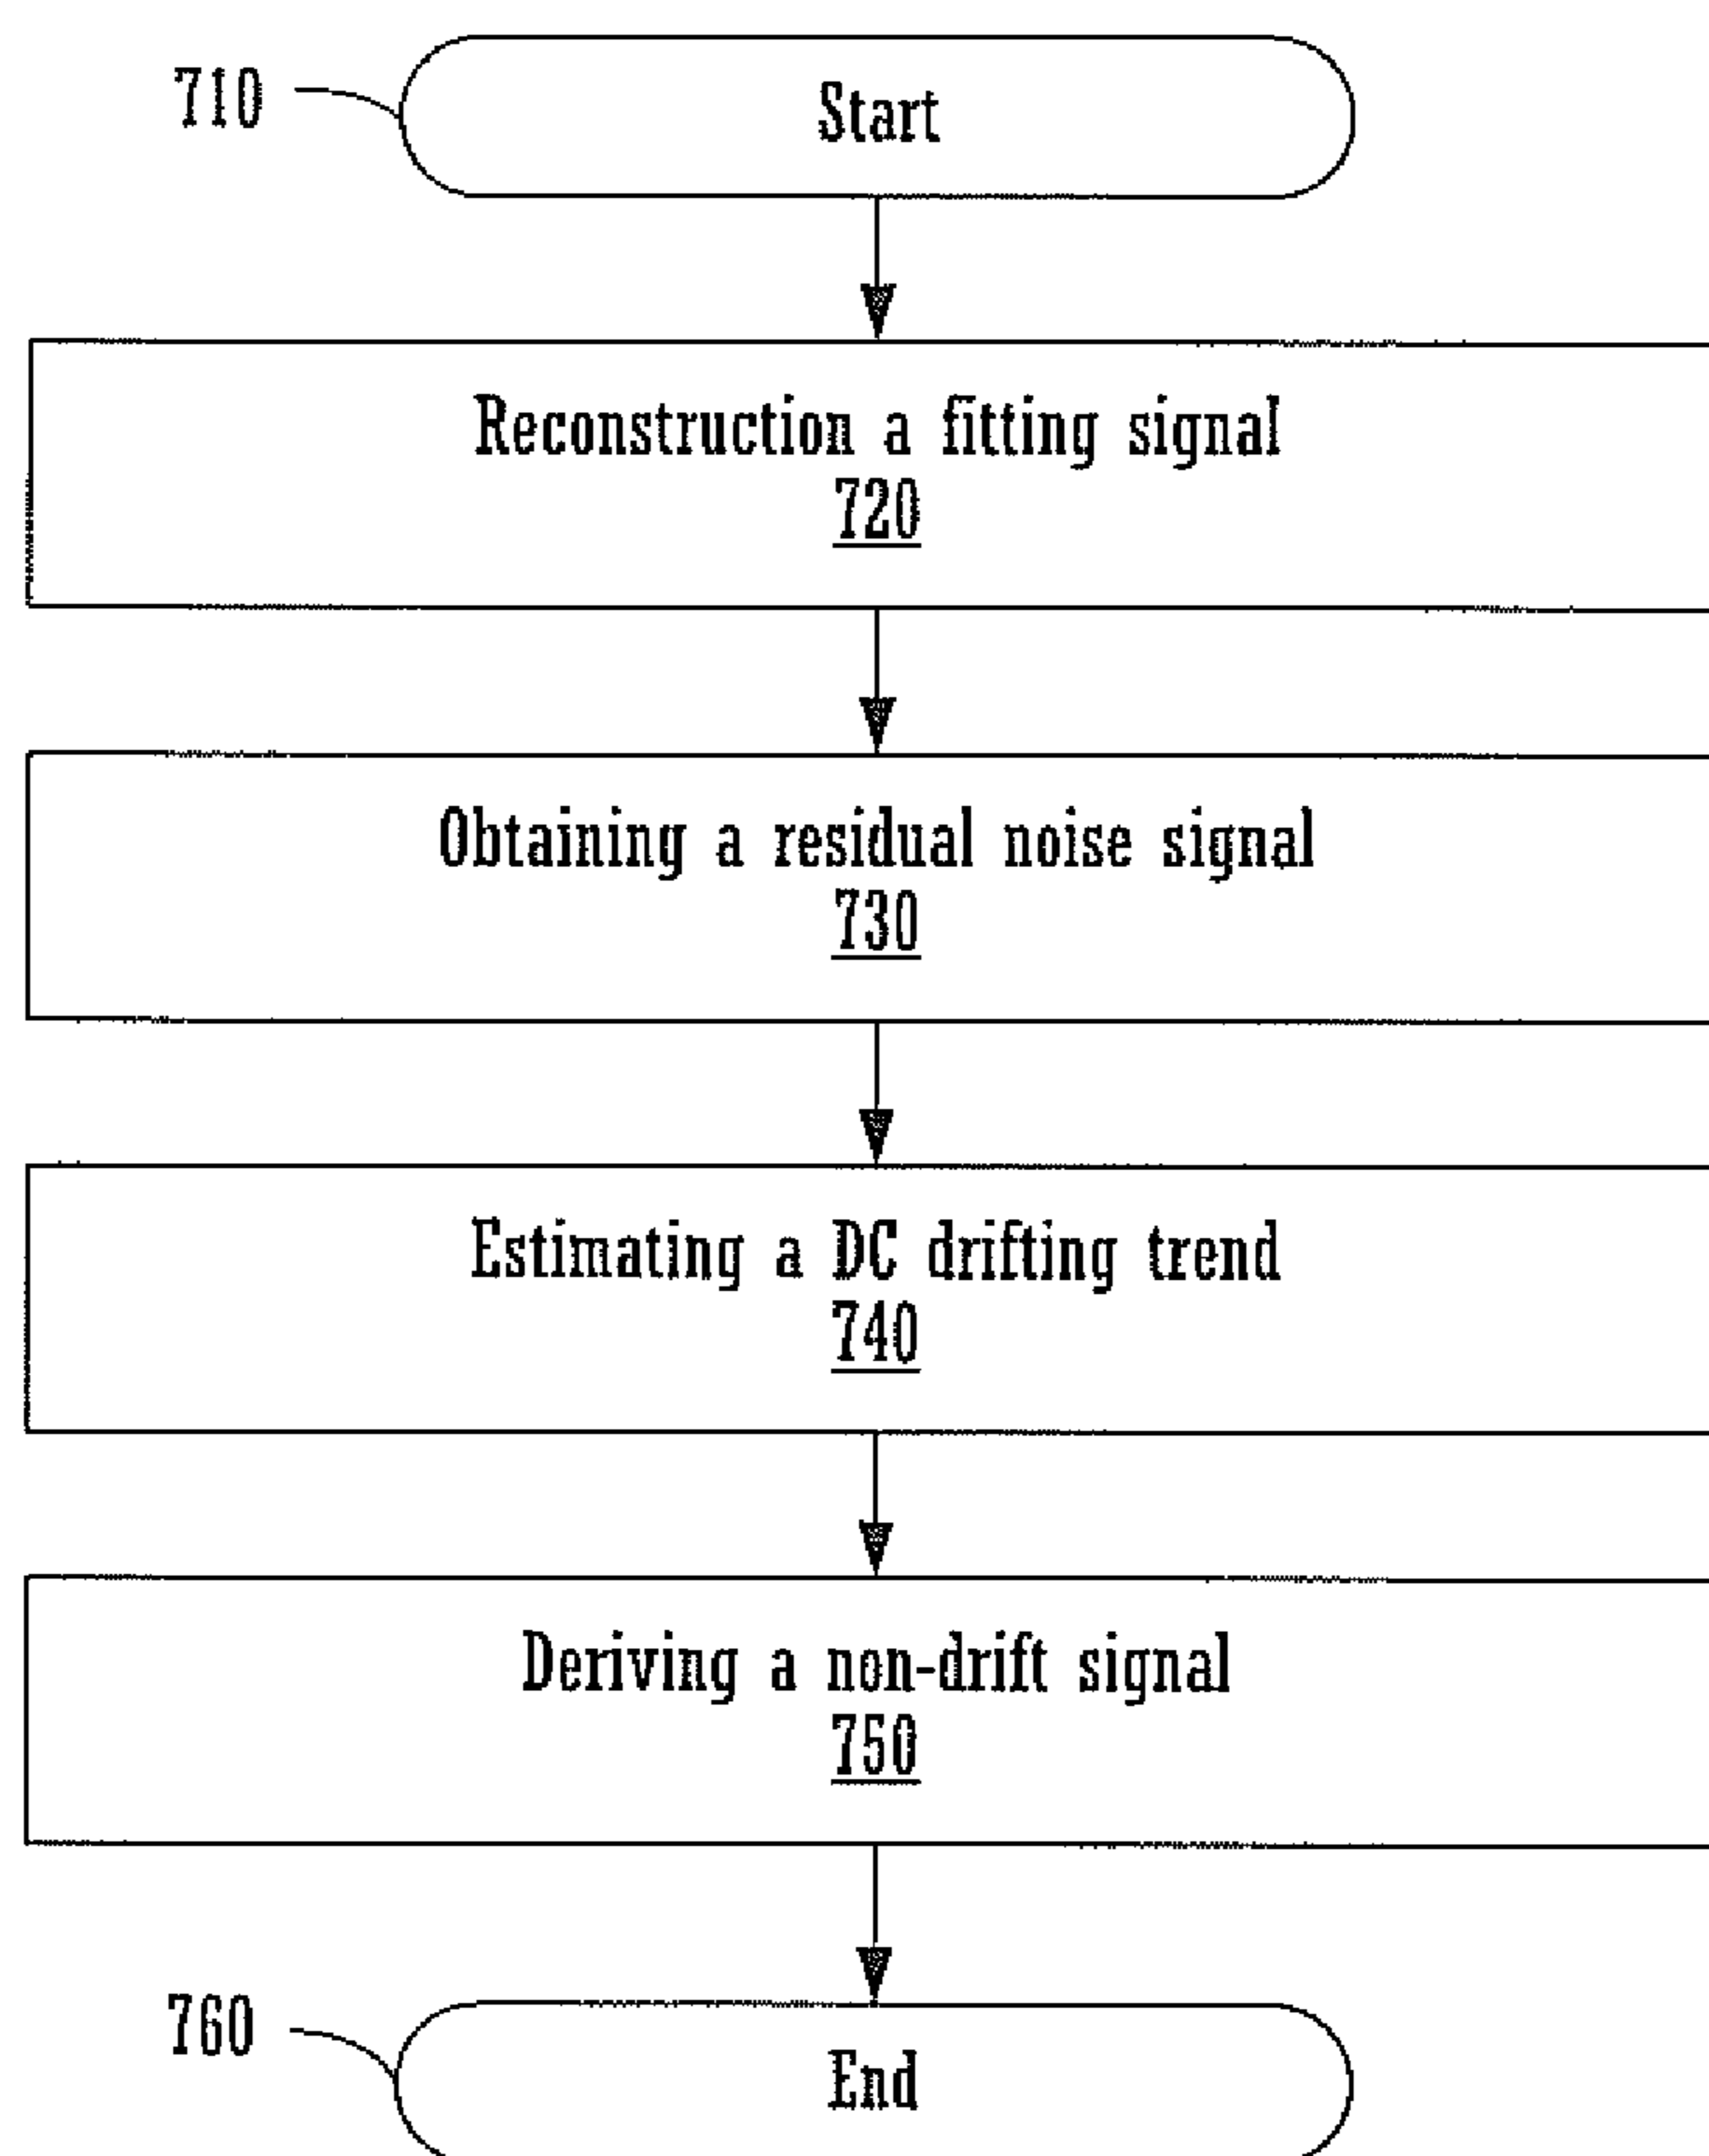 710
Start
Reconstruction a fitting signal
720
Obtaining a residual noise signal
730
Estimating a DC drifting trend
740
Deriving a non-drift signal
750
760
End